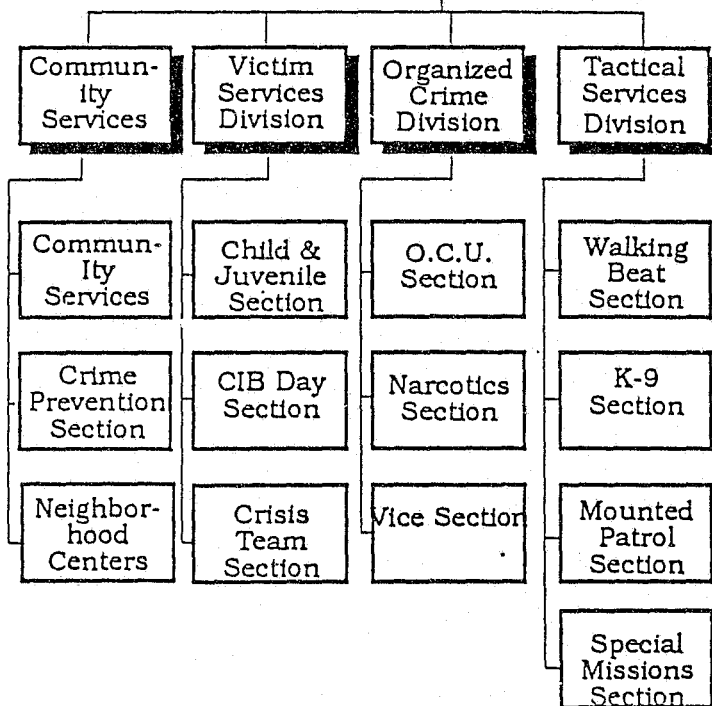 Commun-
ity
Services
Victim
Services
Division
Organized
Crime
Division
Tactical
Services
Division
Commun-
Ity
Services
Child &
Juvenile
Section
O.C.U.
Section
Walking
Beat
Section
Crime
Prevention
Section
CIB Day
Section
Narcotics
Section
K-9
Section
Neighbor-
hood
Centers
Crisis
Team
Section
Vice Section
Mounted
Patrol
Section
Special
Missions
Section